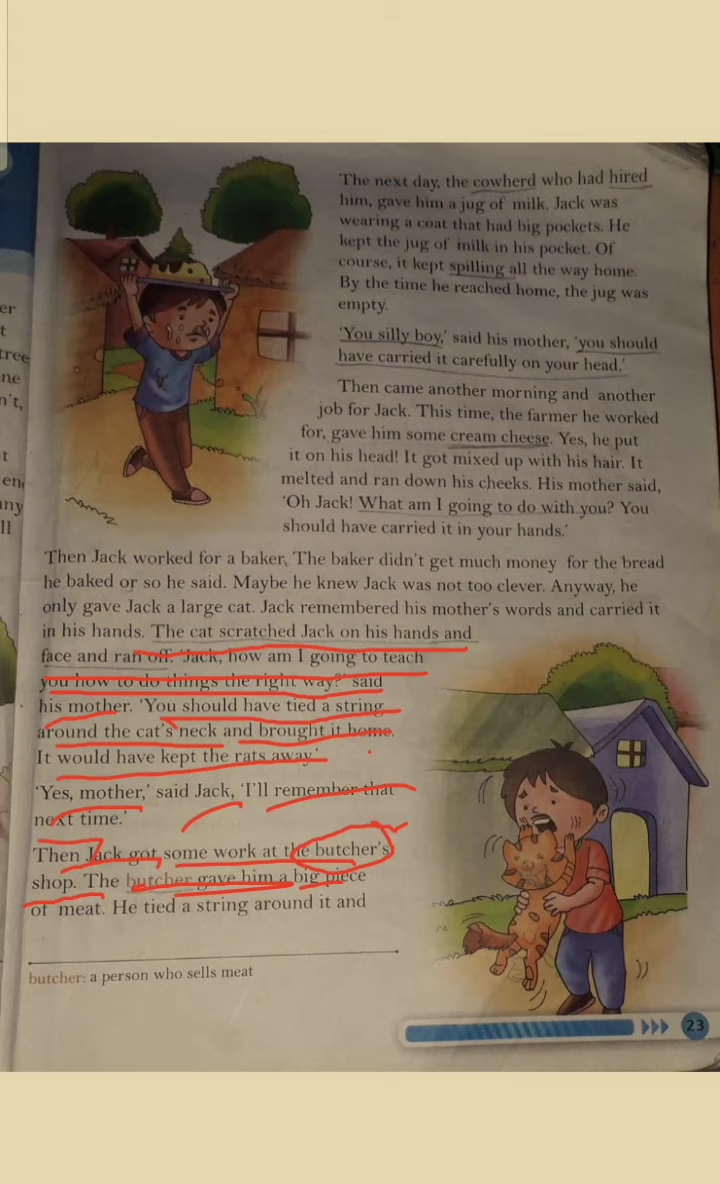 The next day, the cowherd who had hired
him, gave him a jug of milk. Jack was
wearing a coat that had big pockets. He
kept the jug of milk in his pocket. Of
course, it kept spilling all the way home.
By the time he reached home, the jug was
empty.
'You silly boy,' said his mother, 'you should
have carried it carefully on your head.'
Then came another morning and another
job for Jack. This time, the farmer he worked
for, gave him some cream cheese. Yes, he put
it on his head! It got mixed up with his hair. It
melted and ran down his cheeks. His mother said,
'Oh Jack! What am I going to do with you? You
should have carried it in your hands.'
Then Jack worked for a baker, The baker didn't get much money for the bread
he baked or so he said. Maybe he knew Jack was not too clever. Anyway, he
only gave Jack a large cat. Jack remembered his mother's words and carried it
in his hands. The cat scratched Jack on his hands and
face and ran off. 'Jack, how am I going to teach
you how to do things the right way?' said
his mother. 'You should have tied a string
around the cat's neck and brought it home.
It would have kept the rats away.'
'Yes, mother,' said Jack, 'I'll remember that
next time.'
Then Jack got some work at the butcher's
shop. The butcher gave him a big piece
of meat. He tied a string around it and
butcher: a person who sells meat
23
er
t
tree
ne
n't,
t
en
any
ll